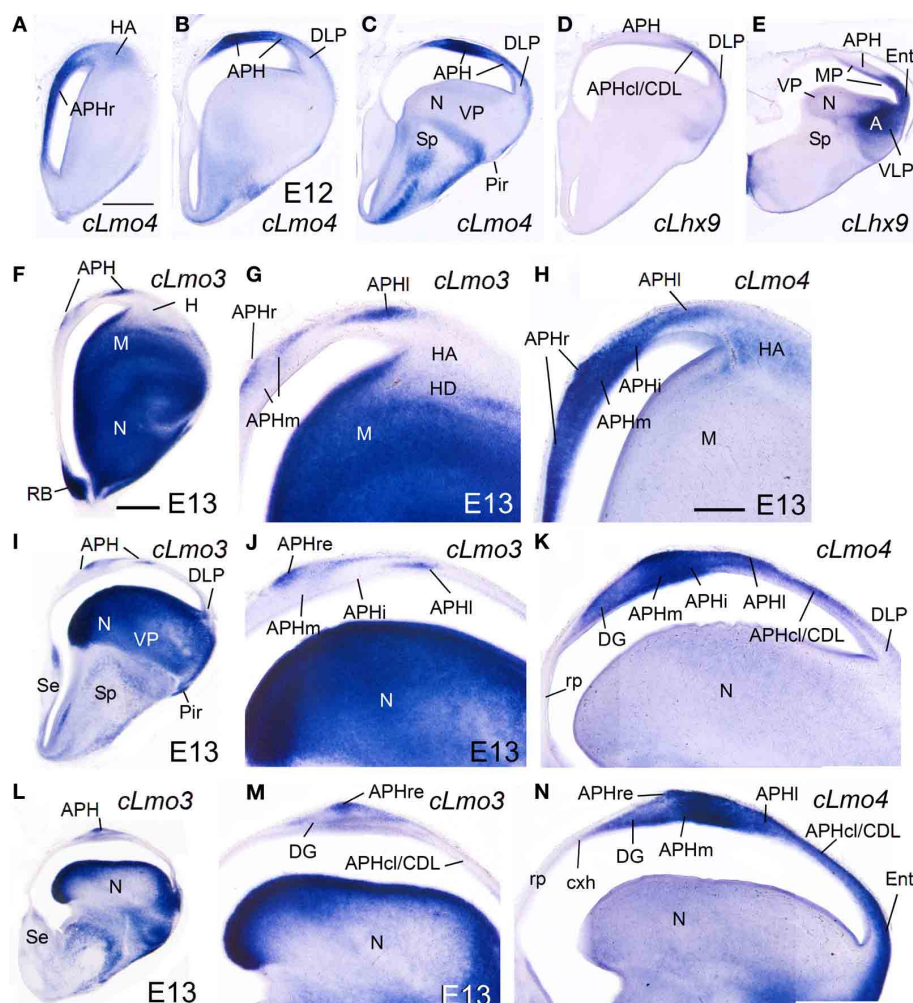 A
HA
APHr
cLmo4
B
APH
DLP
E12
cLmo4
C
APH
DLP
N
VP
Sp
Pir
cLmo4
D
APH
DLP
APHcl/CDL
cLhx9
E
APH
Ent
MP
VP
N
A
Sp
VLP
cLhx9
F
APH
cLmo3
H
M
N
RB
E13
G
cLmo3
APHl
APHr
HA
HD
APHm
M
E13
H
cLmo4
APHl
APHr
HA
APHi
APHm
M
E13
I
APH
cLmo3
DLP
N
VP
Se
Sp
Pir
E13
J
cLmo3
APHre
APHm
APHi
APHl
N
E13
K
cLmo4
APHm
APHi
APHl
DG
APHcl/CDL
DLP
rp
N
L
cLmo3
APH
N
Se
E13
M
APHre
cLmo3
DG
APHcl/CDL
N
E13
N
cLmo4
APHre
APHl
APHcl/CDL
DG
APHm
rp
cxh
Ent
N